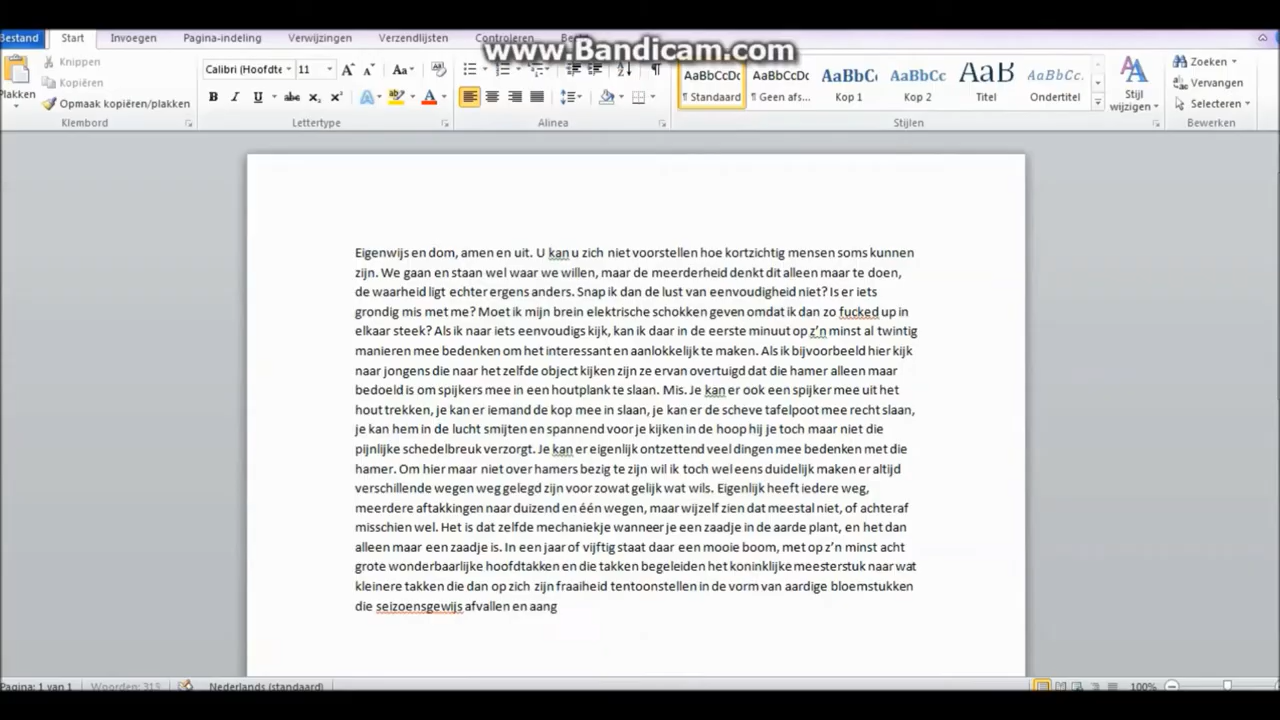 www.Bandicam.com
Bestand Start Invoegen Pagina-indeling Verwijzingen Verzendlijsten Controleren
Plakken
Knippen
Kopiëren
Opmaak kopiëren/plakken
Klembord
Calibri (Hoofdte 11
Lettertype
Alinea
AaBbCcDc AaBbCcDc AaBbC AaBbCc AaB AaBbCc.
¶ Standaard ¶ Geen afs... Kop 1 Kop 2 Titel Ondertitel
Stijl wijzigen
Stijlen
Zoeken
Vervangen
Selecteren
Bewerken
Eigenwijs en dom, amen en uit. U kan u zich niet voorstellen hoe kortzichtig mensen soms kunnen
zijn. We gaan en staan wel waar we willen, maar de meerderheid denkt dit alleen maar te doen,
de waarheid ligt echter ergens anders. Snap ik dan de lust van eenvoudigheid niet? Is er iets
grondig mis met me? Moet ik mijn brein elektrische schokken geven omdat ik dan zo fucked up in
elkaar steek? Als ik naar iets eenvoudigs kijk, kan ik daar in de eerste minuut op z’n minst al twintig
manieren mee bedenken om het interessant en aanlokkelijk te maken. Als ik bijvoorbeeld hier kijk
naar jongens die naar het zelfde object kijken zijn ze ervan overtuigd dat die hamer alleen maar
bedoeld is om spijkers mee in een houtplank te slaan. Mis. Je kan er ook een spijker mee uit het
hout trekken, je kan er iemand de kop mee in slaan, je kan er de scheve tafelpoot mee recht slaan,
je kan hem in de lucht smijten en spannend voor je kijken in de hoop hij je toch maar niet die
pijnlijke schedelbreuk verzorgt. Je kan er eigenlijk ontzettend veel dingen mee bedenken met die
hamer. Om hier maar niet over hamers bezig te zijn wil ik toch wel eens duidelijk maken er altijd
verschillende wegen weg gelegd zijn voor zowat gelijk wat wils. Eigenlijk heeft iedere weg,
meerdere aftakkingen naar duizend en één wegen, maar wijzelf zien dat meestal niet, of achteraf
misschien wel. Het is dat zelfde mechaniekje wanneer je een zaadje in de aarde plant, en het dan
alleen maar een zaadje is. In een jaar of vijftig staat daar een mooie boom, met op z’n minst acht
grote wonderbaarlijke hoofdtakken en die takken begeleiden het koninklijke meesterstuk naar wat
kleinere takken die dan op zich zijn fraaiheid tentoonstellen in de vorm van aardige bloemstukken
die seizoensgewijs afvallen en aang
Pagina: 1 van 1 Woorden: 315 Nederlands (standaard) 100%